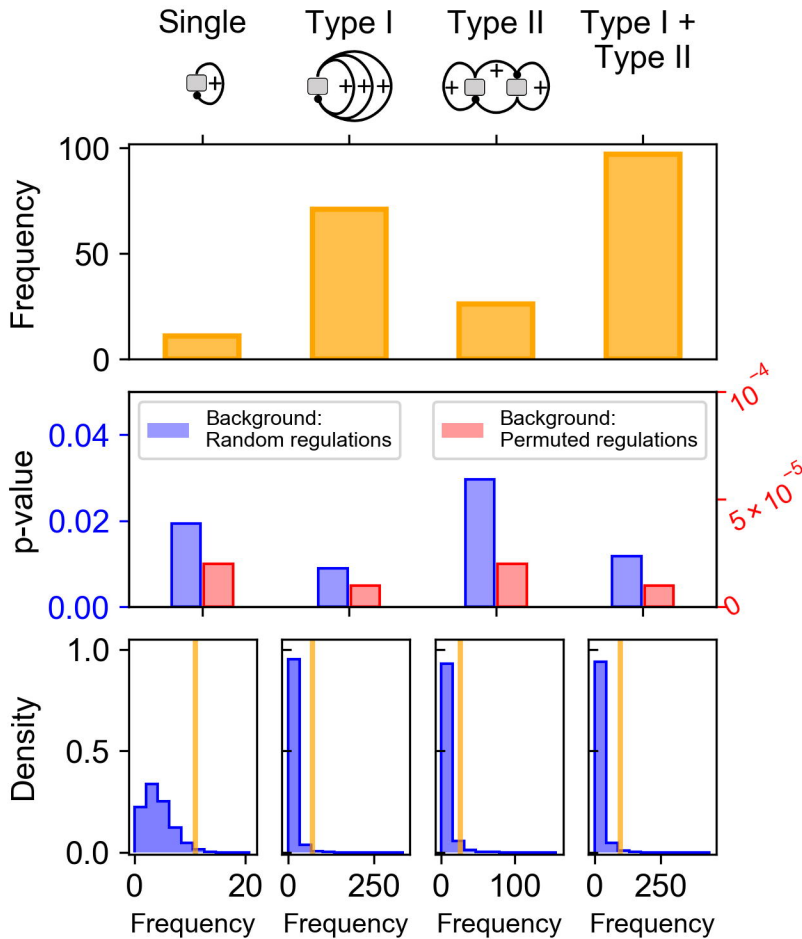 Single Type I Type II Type I +
Type II
+ +++ + + +
Frequency
100
50
0
p-value
0.04
0.02
0.00
Background:
Random regulations
Background:
Permuted regulations
10⁻⁴
5 × 10⁻⁵
0
Density
1.0
0.5
0.0
0 20 0 250 0 100 0 250
Frequency Frequency Frequency Frequency